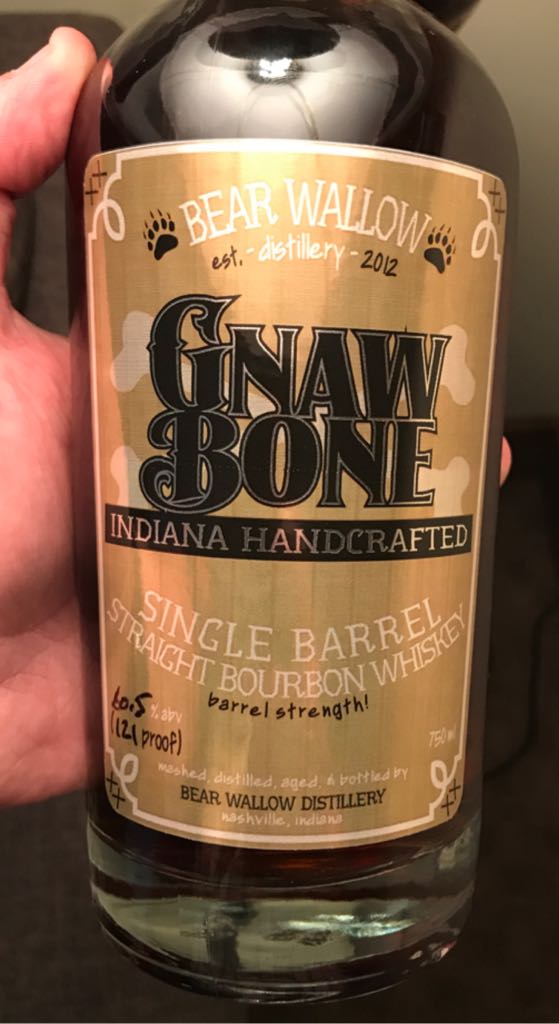 BEAR WALLOW
est. - distillery - 2012
GNAW
BONE
INDIANA HANDCRAFTED
SINGLE BARREL
STRAIGHT BOURBON WHISKEY
barrel strength!
60.5 % abv
(121 proof)
750 ml
mashed, distilled, aged, & bottled by
BEAR WALLOW DISTILLERY
nashville, indiana